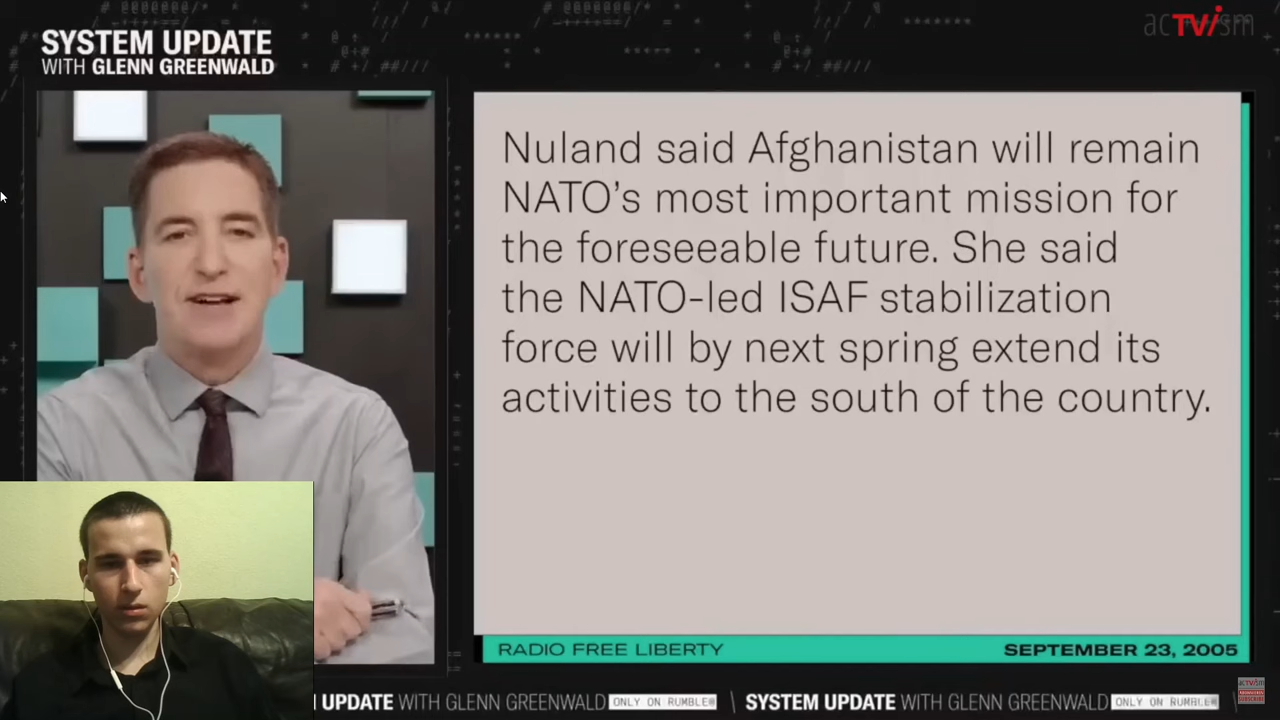 SYSTEM UPDATE
WITH GLENN GREENWALD
acTVism
Nuland said Afghanistan will remain
NATO's most important mission for
the foreseeable future. She said
the NATO-led ISAF stabilization
force will by next spring extend its
activities to the south of the country.
RADIO FREE LIBERTY
SEPTEMBER 23, 2005
UPDATE WITH GLENN GREENWALD ONLY ON RUMBLE SYSTEM UPDATE WITH GLENN GREENWALD ONLY ON RUMBLE